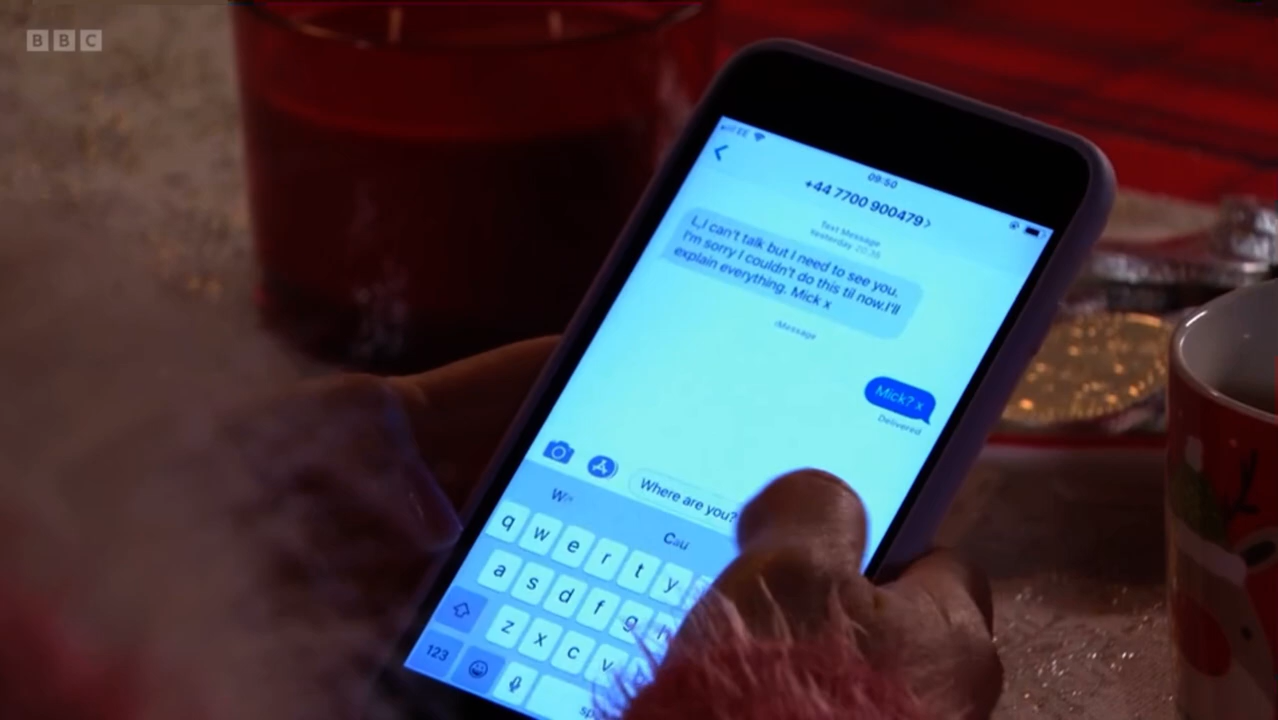 BBC
EE
09:50
+44 7700 900479>
Text Message
Yesterday 20:35
L,I can't talk but I need to see you.
I'm sorry I couldn't do this til now.I'll
explain everything. Mick x
iMessage
Mick? x
Delivered
Where are you?
q w e r t y
a s d f g
z x c v
123